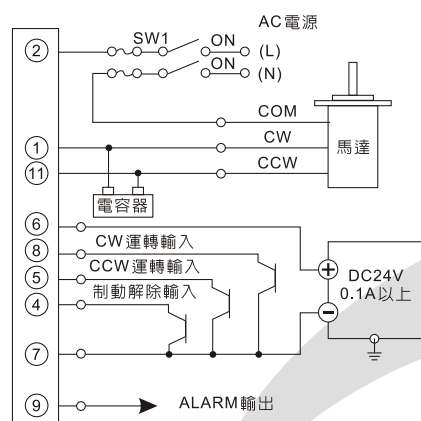 AC電源
SW1 ON (L)
ON (N)
2
COM
CW
1
馬達
CCW
11
電容器
6
CW運轉輸入
8
CCW運轉輸入
5
DC24V
0.1A以上
制動解除輸入
4
7
9 ALARM輸出